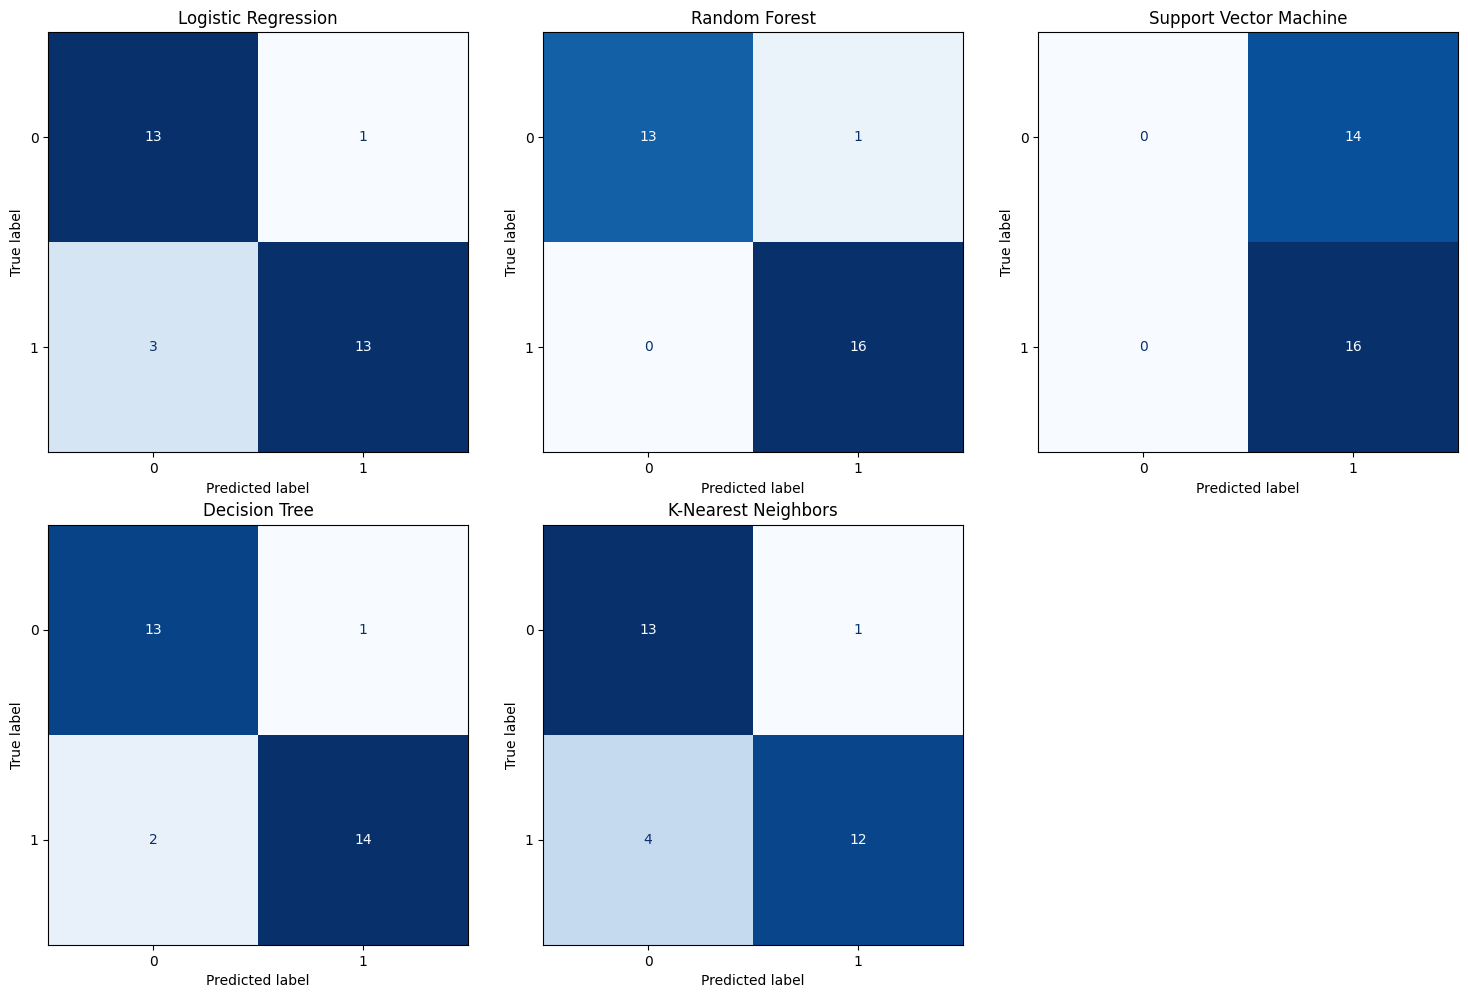 Logistic Regression
0
13
1
True label
1
3
13
0
1
Predicted label
Random Forest
0
13
1
True label
1
0
16
0
1
Predicted label
Support Vector Machine
0
0
14
True label
1
0
16
0
1
Predicted label
Decision Tree
0
13
1
True label
1
2
14
0
1
Predicted label
K-Nearest Neighbors
0
13
1
True label
1
4
12
0
1
Predicted label